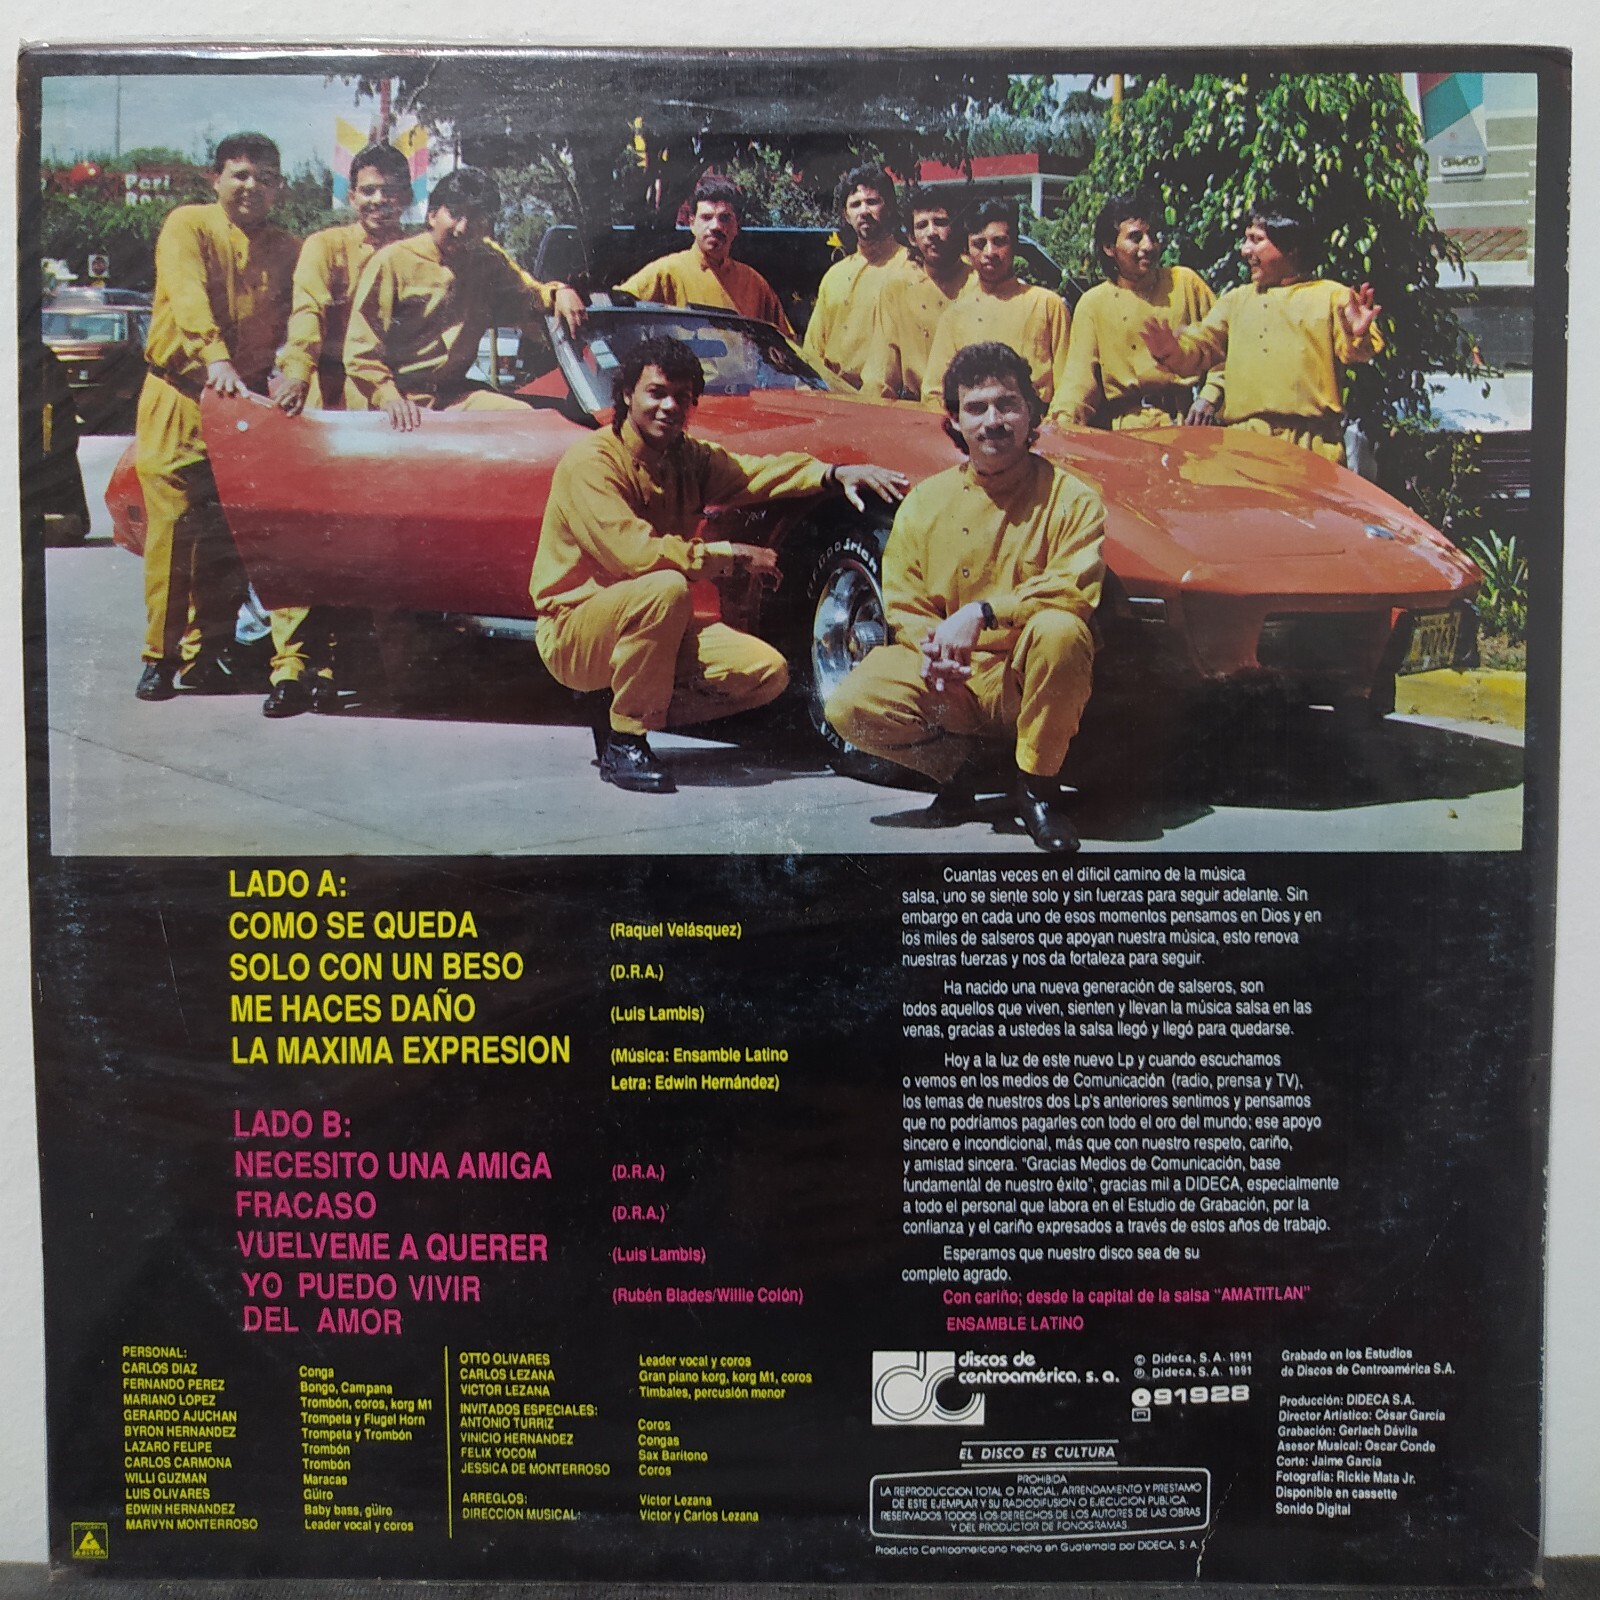 Peri
LADO A:
COMO SE QUEDA (Raquel Velásquez)
SOLO CON UN BESO (D.R.A.)
ME HACES DAÑO (Luis Lambis)
LA MAXIMA EXPRESION (Música: Ensamble Latino
Letra: Edwin Hernández)
LADO B:
NECESITO UNA AMIGA (D.R.A.)
FRACASO (D.R.A.)
VUELVEME A QUERER (Luis Lambis)
YO PUEDO VIVIR (Rubén Blades/Willie Colón)
DEL AMOR
Cuantas veces en el díficil camino de la música
salsa, uno se siente solo y sin fuerzas para seguir adelante. Sin
embargo en cada uno de esos momentos pensamos en Dios y en
los miles de salseros que apoyan nuestra música, esto renova
nuestras fuerzas y nos da fortaleza para seguir.
Ha nacido una nueva generación de salseros, son
todos aquellos que viven, sienten y llevan la música salsa en las
venas, gracias a ustedes la salsa llegó y llegó para quedarse.
Hoy a la luz de este nuevo Lp y cuando escuchamos
o vemos en los medios de Comunicación (radio, prensa y TV),
los temas de nuestros dos Lp's anteriores sentimos y pensamos
que no podríamos pagarles con todo el oro del mundo; ese apoyo
sincero e incondicional, más que con nuestro respeto, cariño,
y amistad sincera. "Gracias Medios de Comunicación, base
fundamental de nuestro éxito", gracias mil a DIDECA, especialmente
a todo el personal que labora en el Estudio de Grabación, por la
confianza y el cariño expresados a través de estos años de trabajo.
Esperamos que nuestro disco sea de su
completo agrado.
Con cariño; desde la capital de la salsa "AMATITLAN"
ENSAMBLE LATINO
PERSONAL:
CARLOS DIAZ Conga
FERNANDO PEREZ Bongo, Campana
MARIANO LOPEZ Trombón, coros, korg M1
GERARDO AJUCHAN Trompeta y Flugel Horn
BYRON HERNANDEZ Trompeta y Trombón
LAZARO FELIPE Trombón
CARLOS CARMONA Trombón
WILLI GUZMAN Maracas
LUIS OLIVARES Güiro
EDWIN HERNANDEZ Baby bass, güiro
MARVYN MONTERROSO Leader vocal y coros
OTTO OLIVARES Leader vocal y coros
CARLOS LEZANA Gran piano korg, korg M1, coros
VICTOR LEZANA Timbales, percusión menor
INVITADOS ESPECIALES:
ANTONIO TURRIZ Coros
VINICIO HERNANDEZ Congas
FELIX YOCOM Sax Barítono
JESSICA DE MONTERROSO Coros
ARREGLOS: Víctor Lezana
DIRECCION MUSICAL: Víctor y Carlos Lezana
discos de
centroamérica, s. a.
© Dideca, S. A. 1991
℗ Dideca, S. A. 1991
91928
EL DISCO ES CULTURA
PROHIBIDA
LA REPRODUCCION TOTAL O PARCIAL, ARRENDAMIENTO Y PRESTAMO
DE ESTE EJEMPLAR Y SU RADIODIFUSION O EJECUCION PUBLICA.
RESERVADOS TODOS LOS DERECHOS DE LOS AUTORES DE LAS OBRAS
Y DEL PRODUCTOR DE FONOGRAMAS.
Producto Centroamericano hecho en Guatemala por DIDECA, S. A.
Grabado en los Estudios
de Discos de Centroamérica S.A.
Producción: DIDECA S.A.
Director Artístico: César García
Grabación: Gerlach Dávila
Asesor Musical: Oscar Conde
Corte: Jaime García
Fotografía: Rickie Mata Jr.
Disponible en cassette
Sonido Digital